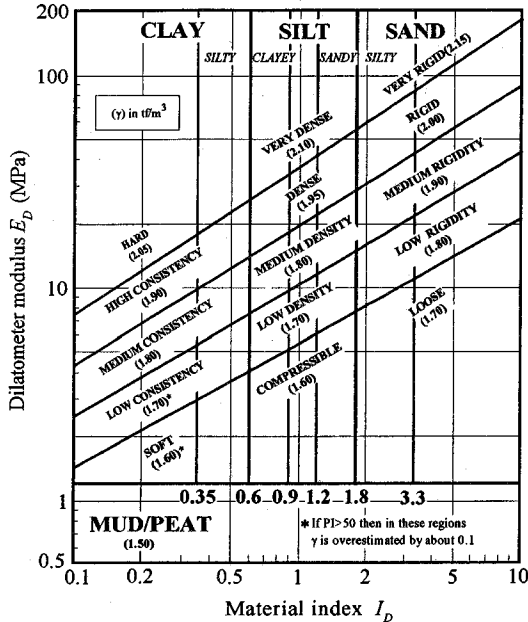 200
CLAY SILT SAND
SILTY CLAYEY SANDY SILTY
VERY RIGID(2.15)
100
(γ) in tf/m³
RIGID
(2.00)
VERY DENSE
(2.10)
DENSE
(1.95)
MEDIUM RIGIDITY
(1.90)
HARD
(2.05)
HIGH CONSISTENCY
(1.90)
MEDIUM DENSITY
(1.80)
LOW RIGIDITY
(1.80)
10
MEDIUM CONSISTENCY
(1.80)
LOW DENSITY
(1.70)
LOOSE
(1.70)
LOW CONSISTENCY
(1.70)*
COMPRESSIBLE
(1.60)
SOFT
(1.60)*
0.35 0.6 0.9 1.2 1.8 3.3
1
MUD/PEAT
(1.50)
* If PI>50 then in these regions
γ is overestimated by about 0.1
0.5
0.1 0.2 0.5 1 2 5 10
Material index I_D
Dilatometer modulus E_D (MPa)